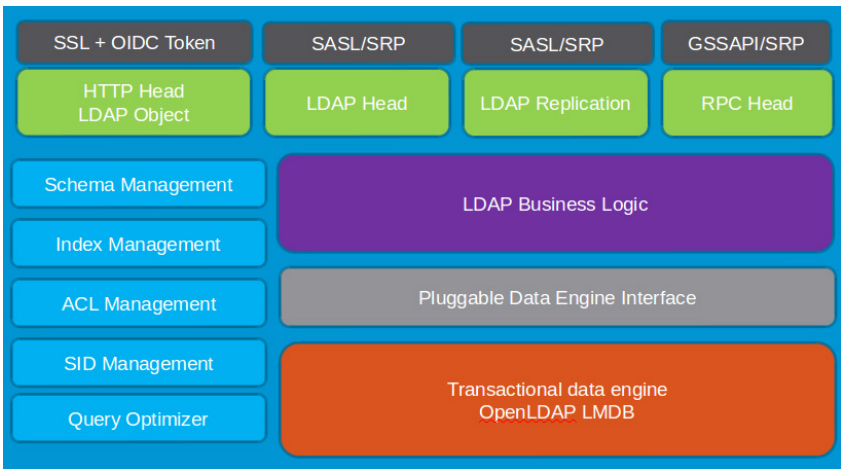 SSL + OIDC Token
SASL/SRP
SASL/SRP
GSSAPI/SRP
HTTP Head
LDAP Object
LDAP Head
LDAP Replication
RPC Head
Schema Management
Index Management
ACL Management
SID Management
Query Optimizer
LDAP Business Logic
Pluggable Data Engine Interface
Transactional data engine
OpenLDAP LMDB